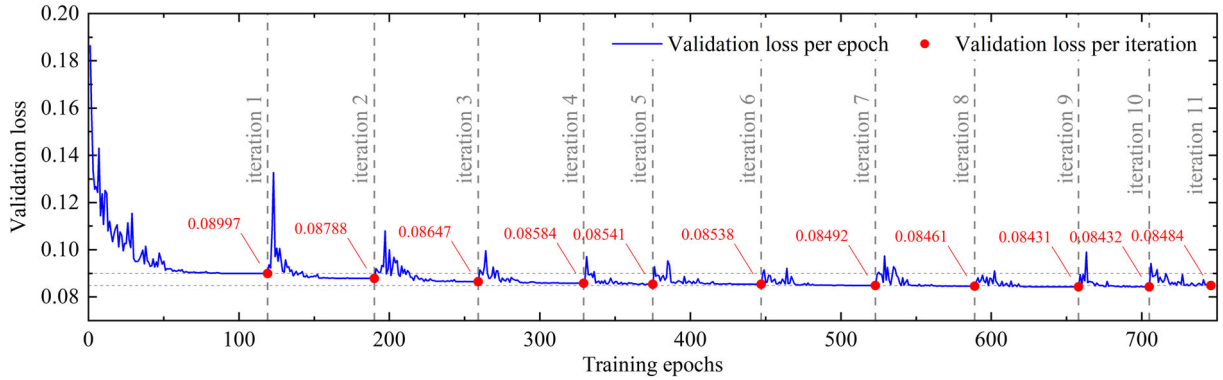 0.20
0.18
0.16
0.14
0.12
0.10
0.08
Validation loss
Validation loss per epoch
Validation loss per iteration
iteration 1
iteration 2
iteration 3
iteration 4
iteration 5
iteration 6
iteration 7
iteration 8
iteration 9
iteration 10
iteration 11
0.08997
0.08788
0.08647
0.08584
0.08541
0.08538
0.08492
0.08461
0.08431
0.08432
0.08484
0 100 200 300 400 500 600 700
Training epochs